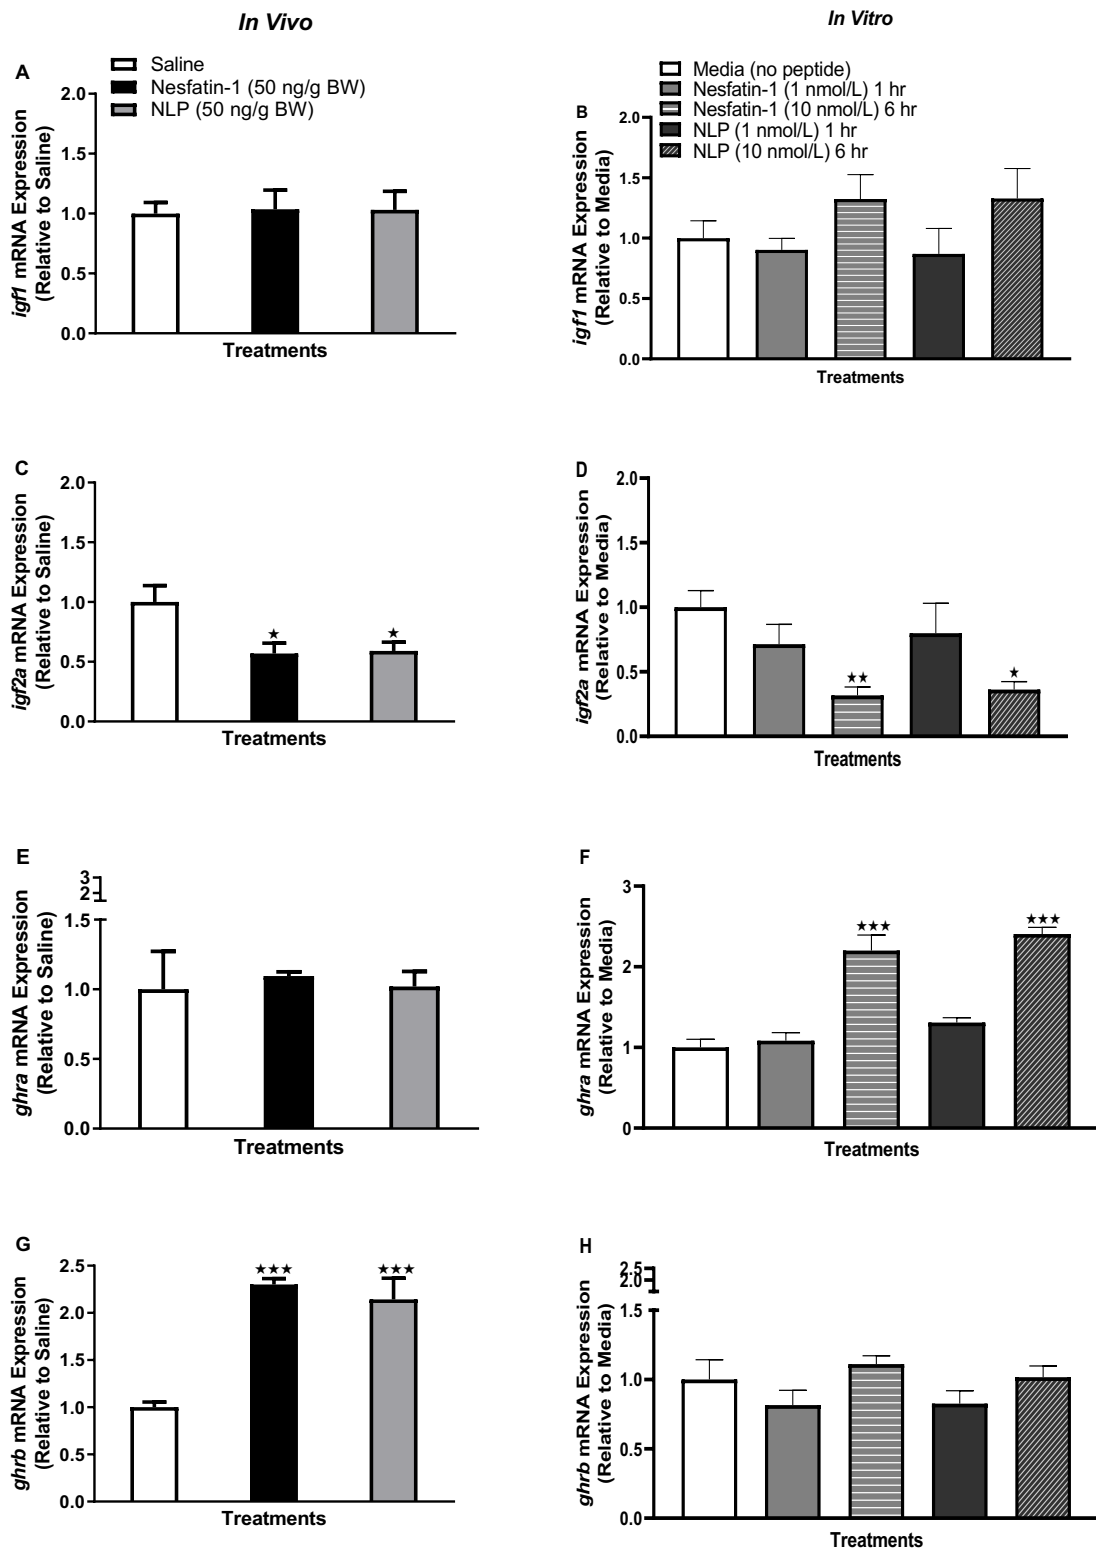 In Vivo
In Vitro
A
Saline
Nesfatin-1 (50 ng/g BW)
NLP (50 ng/g BW)
igf1 mRNA Expression
(Relative to Saline)
2.0
1.5
1.0
0.5
0.0
Treatments
B
Media (no peptide)
Nesfatin-1 (1 nmol/L) 1 hr
Nesfatin-1 (10 nmol/L) 6 hr
NLP (1 nmol/L) 1 hr
NLP (10 nmol/L) 6 hr
igf1 mRNA Expression
(Relative to Media)
2.0
1.5
1.0
0.5
0.0
Treatments
C
igf2a mRNA Expression
(Relative to Saline)
2.0
1.5
1.0
0.5
0.0
★
★
Treatments
D
igf2a mRNA Expression
(Relative to Media)
2.0
1.5
1.0
0.5
0.0
★★
★
Treatments
E
ghra mRNA Expression
(Relative to Saline)
3
2
1.5
1.0
0.5
0.0
Treatments
F
ghra mRNA Expression
(Relative to Media)
3
2
1
0
★★★
★★★
Treatments
G
ghrb mRNA Expression
(Relative to Saline)
2.5
2.0
1.5
1.0
0.5
0.0
★★★
★★★
Treatments
H
ghrb mRNA Expression
(Relative to Media)
2.5
2.0
1.5
1.0
0.5
0.0
Treatments